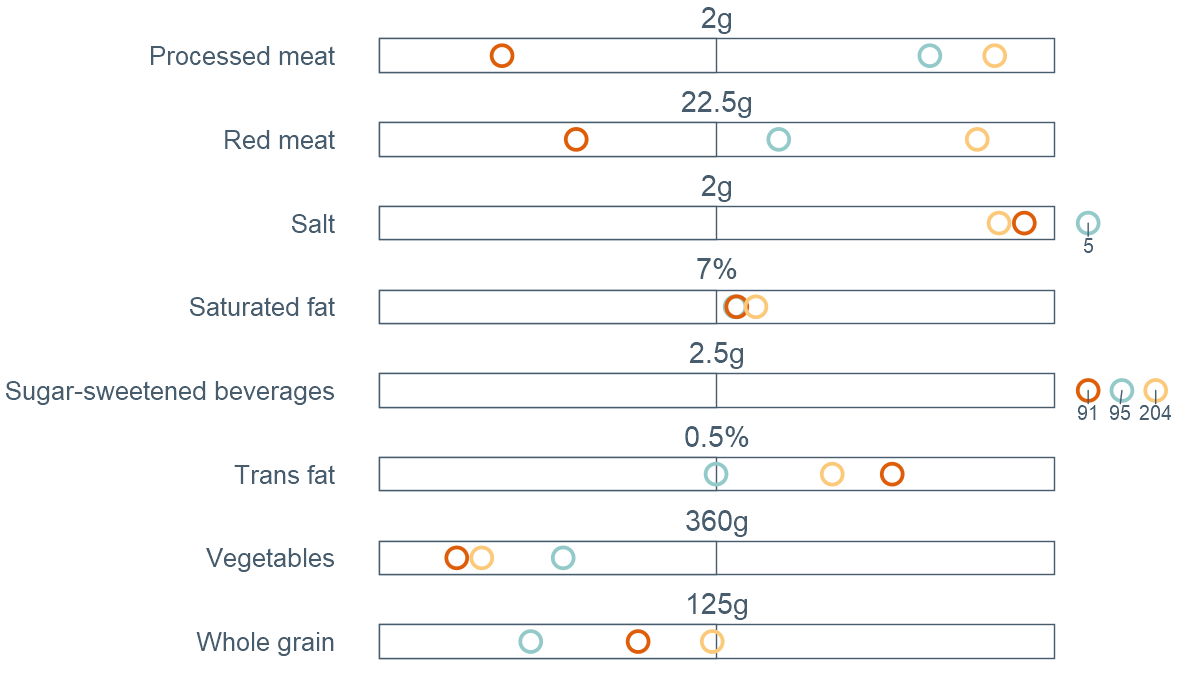 2g
Processed meat
22.5g
Red meat
2g
Salt
5
7%
Saturated fat
2.5g
Sugar-sweetened beverages
91 95 204
0.5%
Trans fat
360g
Vegetables
125g
Whole grain